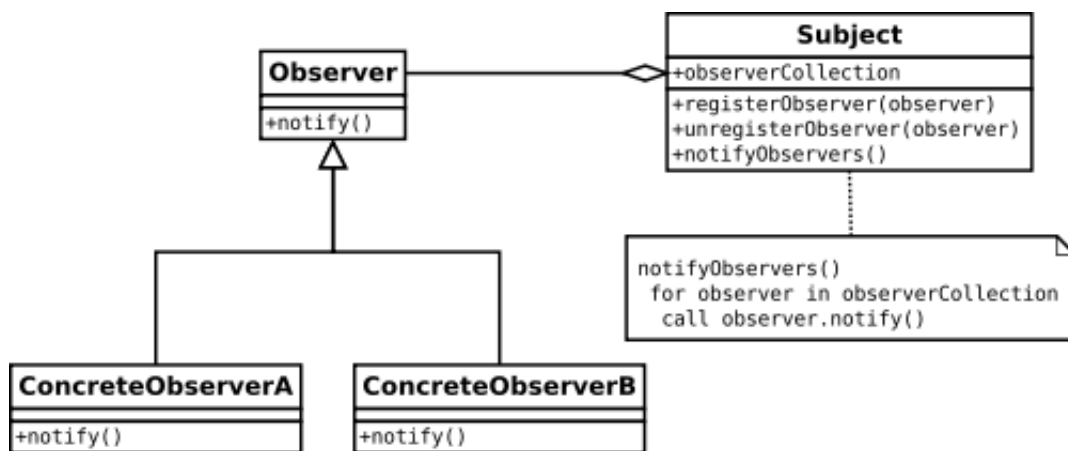 Subject
+observerCollection
+registerObserver(observer)
+unregisterObserver(observer)
+notifyObservers()
Observer
+notify()
notifyObservers()
for observer in observerCollection
call observer.notify()
ConcreteObserverA
+notify()
ConcreteObserverB
+notify()